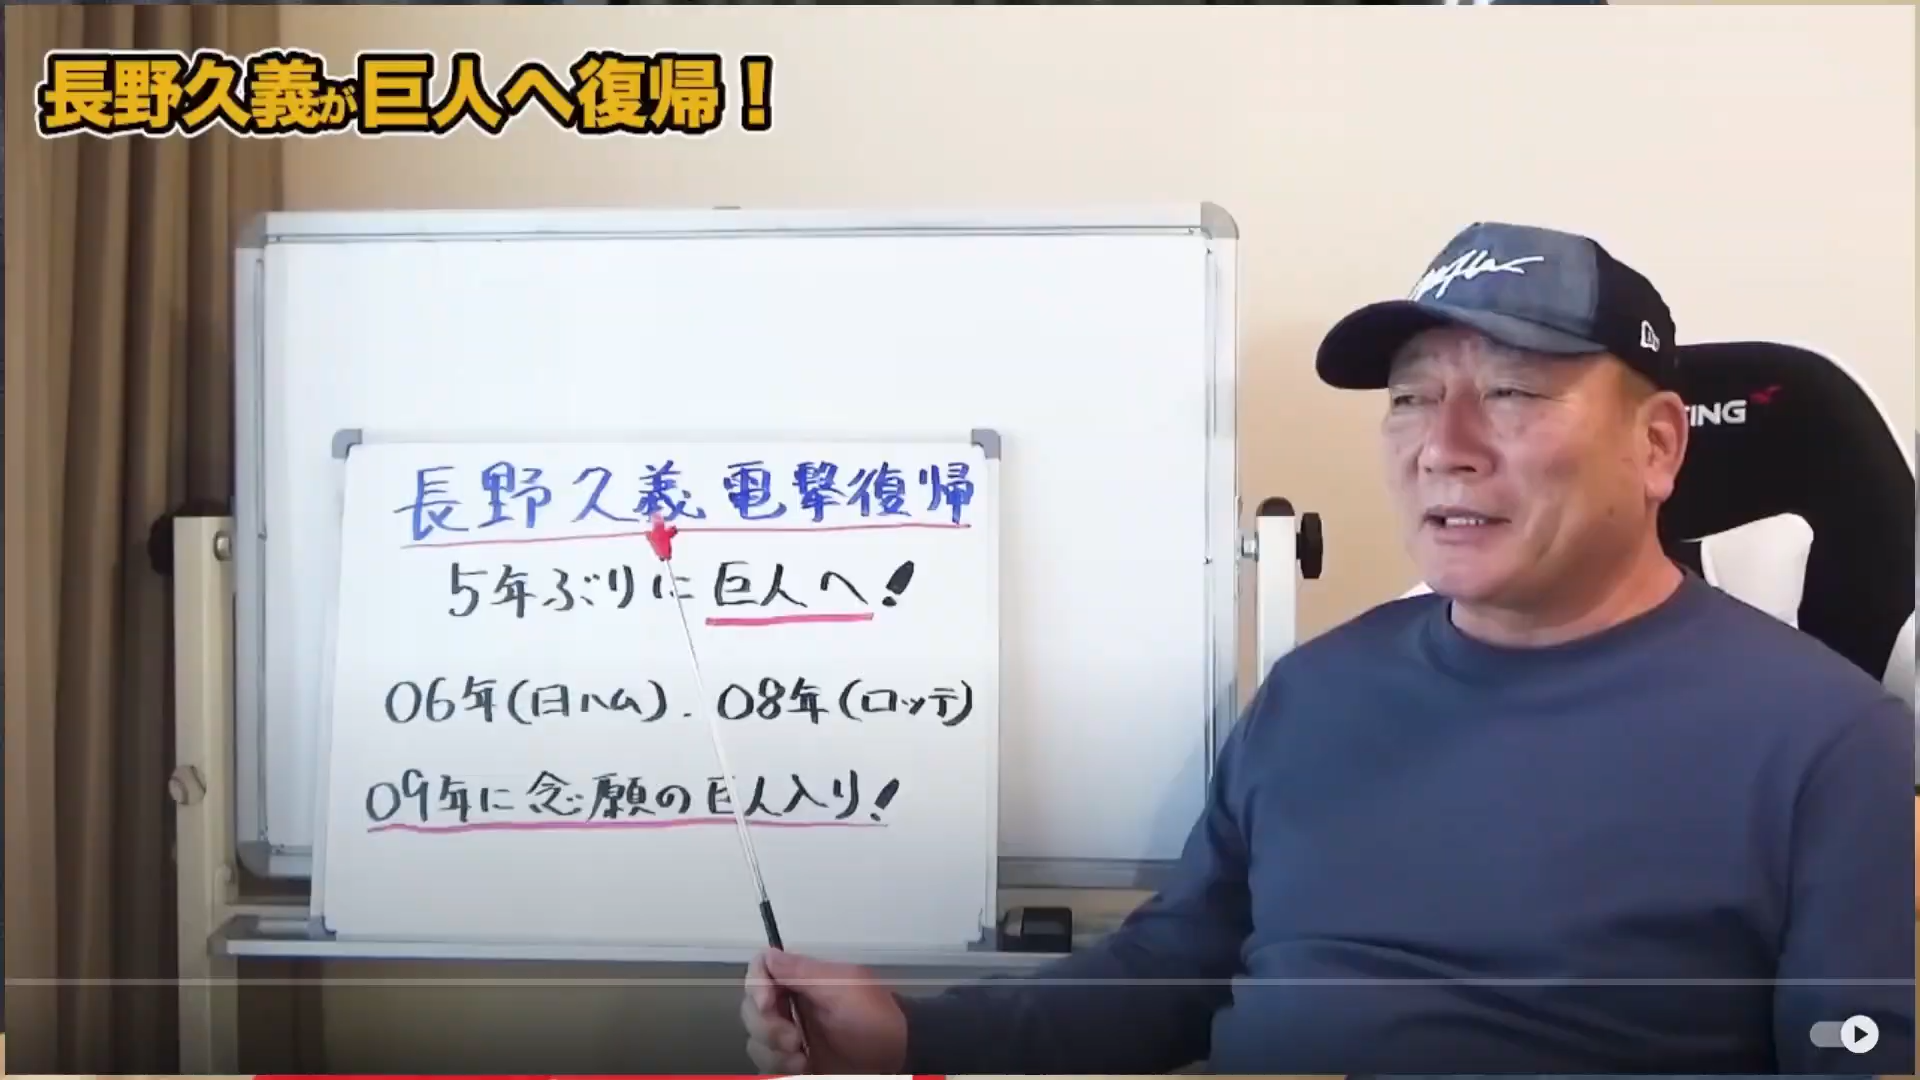 長野久義が巨人へ復帰！
長野久義電撃復帰
5年ぶりに巨人へ!
06年(日ハム). 08年(ロッテ)
09年に念願の巨人入り!